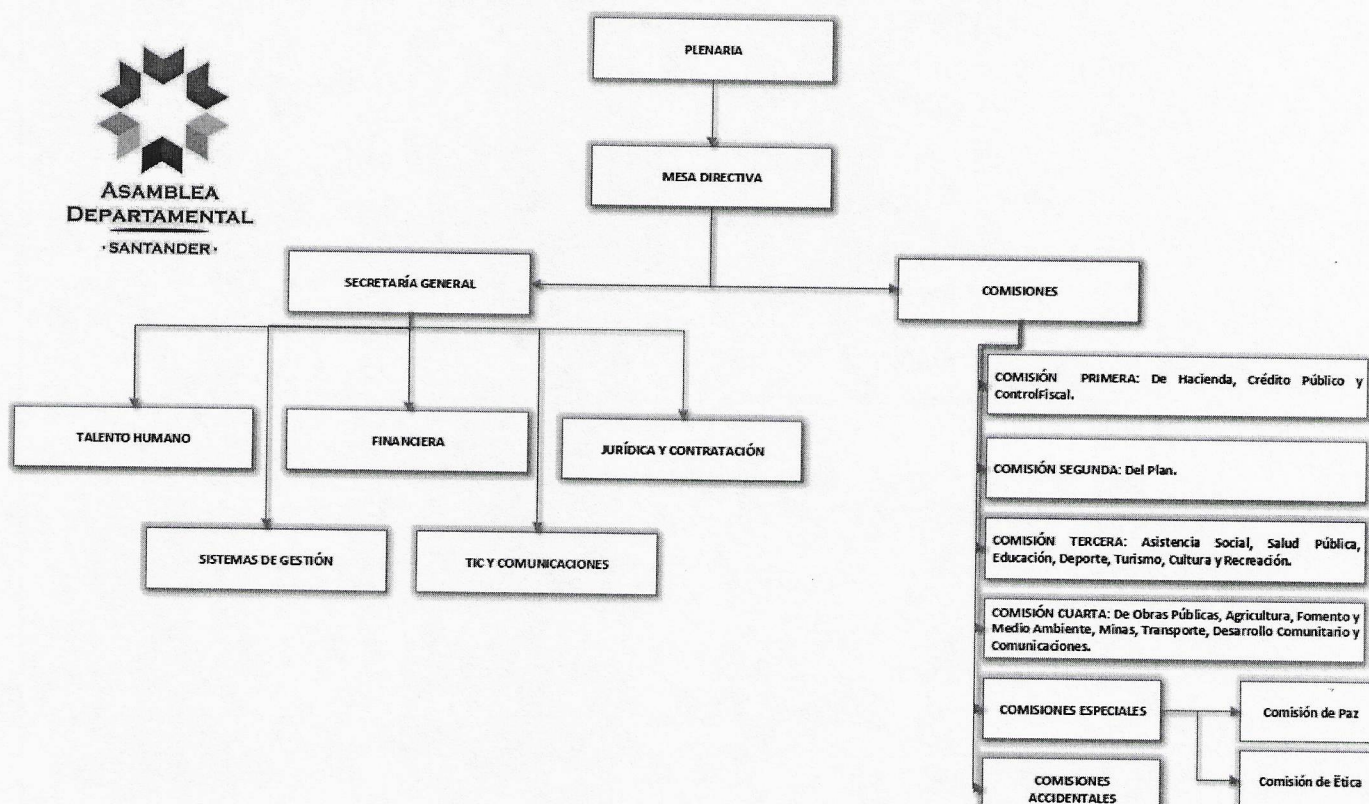 PLENARIA
MESA DIRECTIVA
ASAMBLEA
DEPARTAMENTAL
·SANTANDER·
SECRETARÍA GENERAL
COMISIONES
TALENTO HUMANO
FINANCIERA
JURÍDICA Y CONTRATACIÓN
SISTEMAS DE GESTIÓN
TIC Y COMUNICACIONES
COMISIÓN PRIMERA: De Hacienda, Crédito Público y
ControlFiscal.
COMISIÓN SEGUNDA: Del Plan.
COMISIÓN TERCERA: Asistencia Social, Salud Pública,
Educación, Deporte, Turismo, Cultura y Recreación.
COMISIÓN CUARTA: De Obras Públicas, Agricultura, Fomento y
Medio Ambiente, Minas, Transporte, Desarrollo Comunitario y
Comunicaciones.
COMISIONES ESPECIALES
Comisión de Paz
Comisión de Ética
COMISIONES
ACCIDENTALES